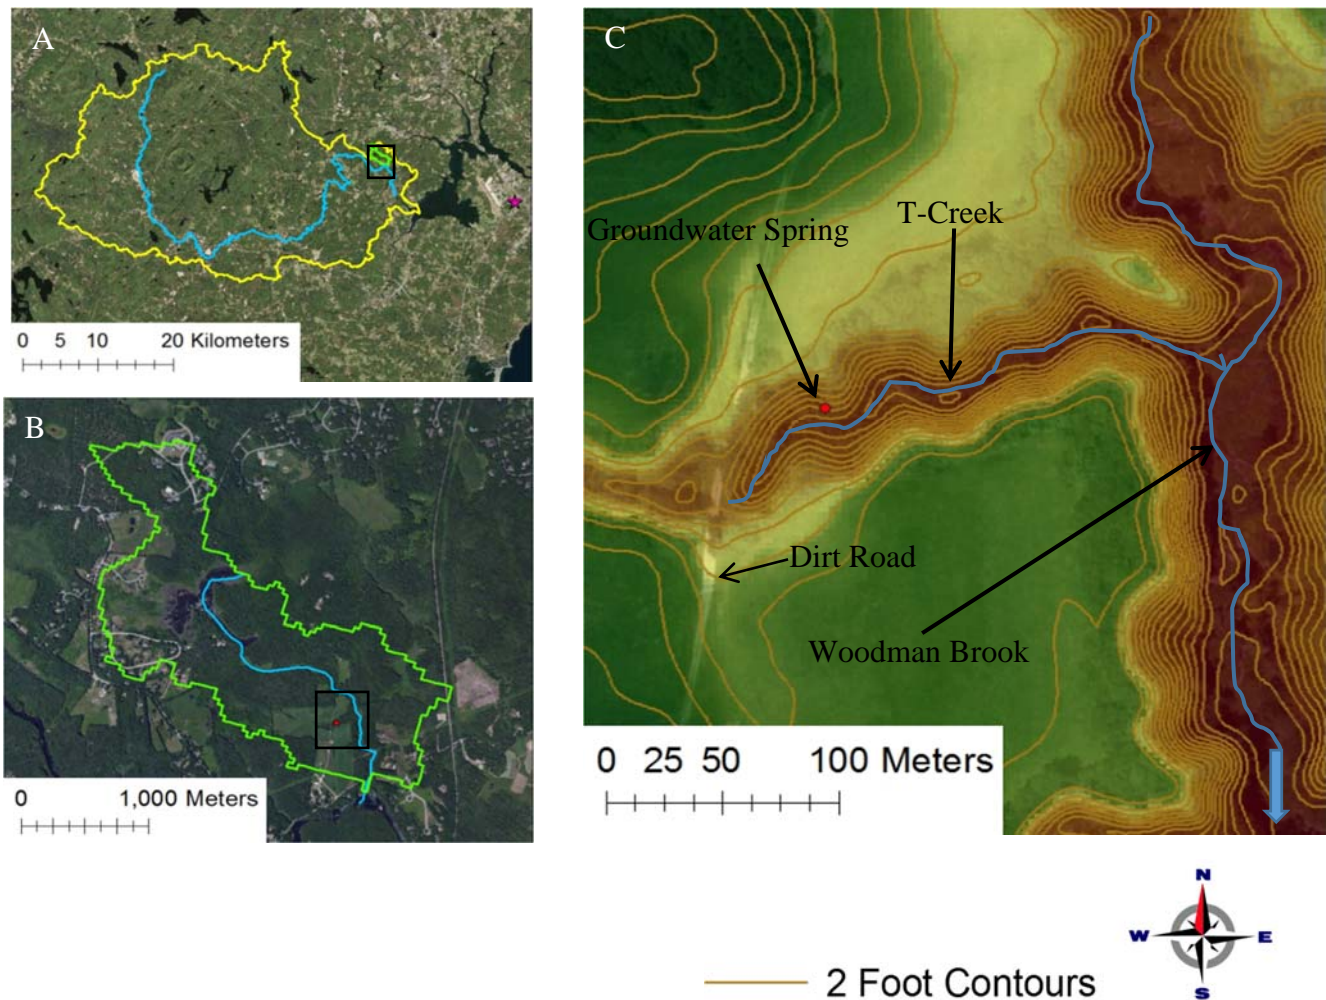 A
0 5 10 20 Kilometers
B
0 1,000 Meters
C
T-Creek
Groundwater Spring
Dirt Road
Woodman Brook
0 25 50 100 Meters
N
W E
S
2 Foot Contours